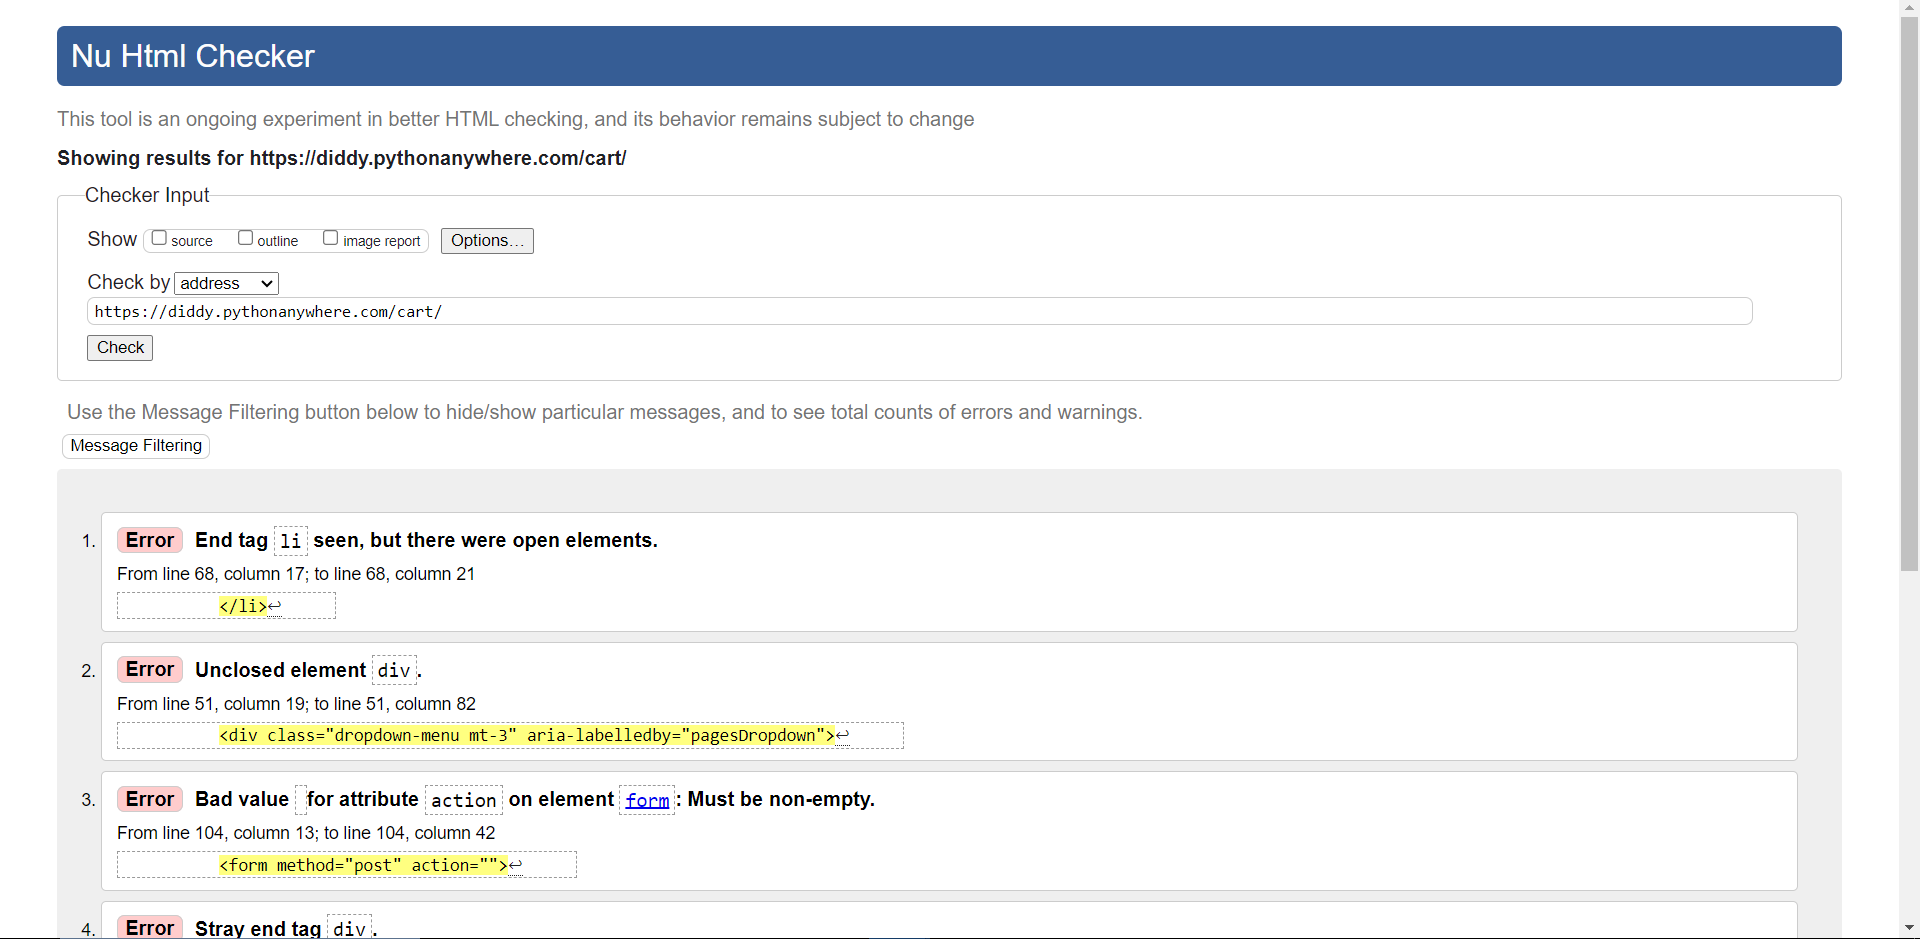 Nu Html Checker
This tool is an ongoing experiment in better HTML checking, and its behavior remains subject to change
Showing results for https://diddy.pythonanywhere.com/cart/
Checker Input
Show source outline image report Options...
Check by address
https://diddy.pythonanywhere.com/cart/
Check
Use the Message Filtering button below to hide/show particular messages, and to see total counts of errors and warnings.
Message Filtering
1. Error End tag li seen, but there were open elements.
From line 68, column 17; to line 68, column 21
</li>↩
2. Error Unclosed element div.
From line 51, column 19; to line 51, column 82
<div class="dropdown-menu mt-3" aria-labelledby="pagesDropdown">↩
3. Error Bad value for attribute action on element form: Must be non-empty.
From line 104, column 13; to line 104, column 42
<form method="post" action="">↩
4. Error Stray end tag div.